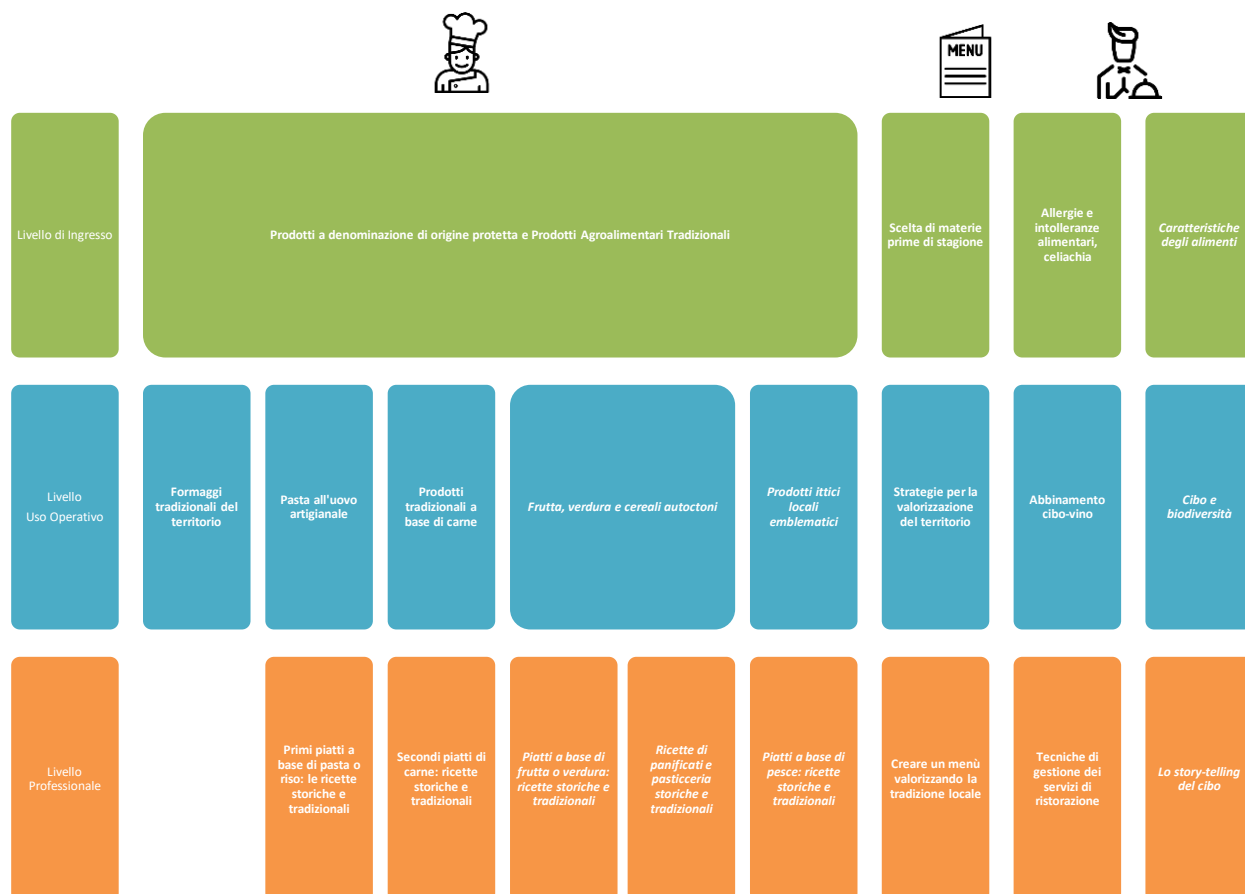 MENU
Livello di Ingresso
Prodotti a denominazione di origine protetta e Prodotti Agroalimentari Tradizionali
Scelta di materie
prime di stagione
Allergie e
intolleranze
alimentari,
celiachia
Caratteristiche
degli alimenti
Livello
Uso Operativo
Formaggi
tradizionali del
territorio
Pasta all'uovo
artigianale
Prodotti
tradizionali a
base di carne
Frutta, verdura e cereali autoctoni
Prodotti ittici
locali
emblematici
Strategie per la
valorizzazione
del territorio
Abbinamento
cibo-vino
Cibo e
biodiversità
Livello
Professionale
Primi piatti a
base di pasta o
riso: le ricette
storiche e
tradizionali
Secondi piatti di
carne: ricette
storiche e
tradizionali
Piatti a base di
frutta o verdura:
ricette storiche e
tradizionali
Ricette di
panificati e
pasticceria
storiche e
tradizionali
Piatti a base di
pesce: ricette
storiche e
tradizionali
Creare un menù
valorizzando la
tradizione locale
Tecniche di
gestione dei
servizi di
ristorazione
Lo story-telling
del cibo